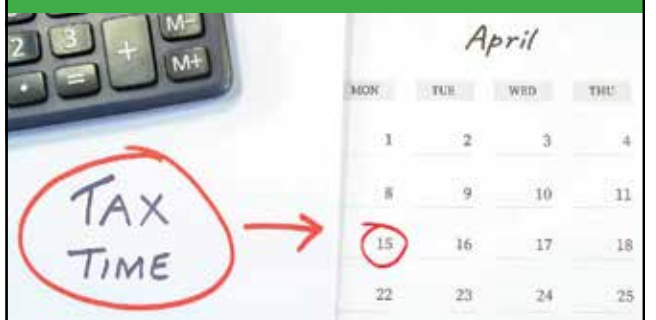 M-
2 3 +
M+
. =
April
MON TUE WED THU
1 2 3 4
8 9 10 11
TAX
TIME
15 16 17 18
22 23 24 25